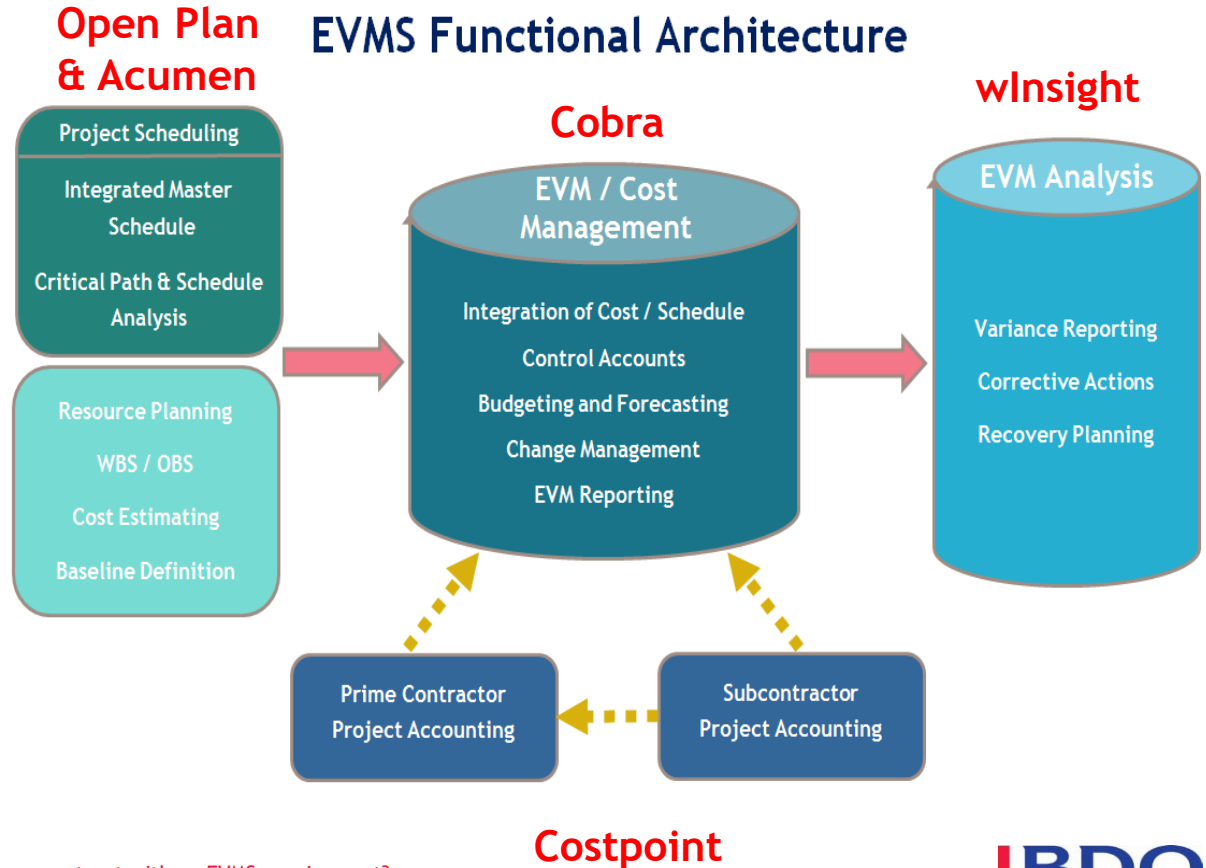 Open Plan
& Acumen
EVMS Functional Architecture
Cobra
wInsight
Project Scheduling
Integrated Master
Schedule
Critical Path & Schedule
Analysis
Resource Planning
WBS / OBS
Cost Estimating
Baseline Definition
EVM / Cost
Management
Integration of Cost / Schedule
Control Accounts
Budgeting and Forecasting
Change Management
EVM Reporting
EVM Analysis
Variance Reporting
Corrective Actions
Recovery Planning
Prime Contractor
Project Accounting
Subcontractor
Project Accounting
Costpoint
BDO